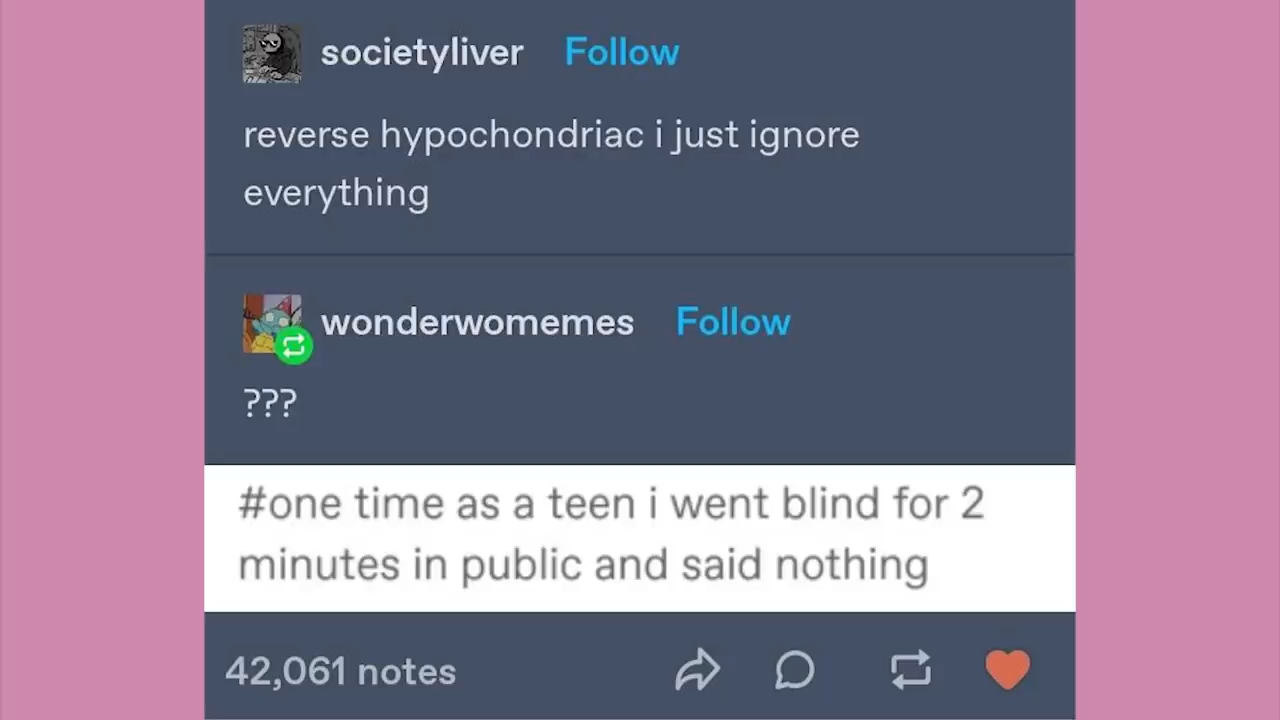 societyliver Follow
reverse hypochondriac i just ignore
everything
wonderwomemes Follow
???
#one time as a teen i went blind for 2
minutes in public and said nothing
42,061 notes